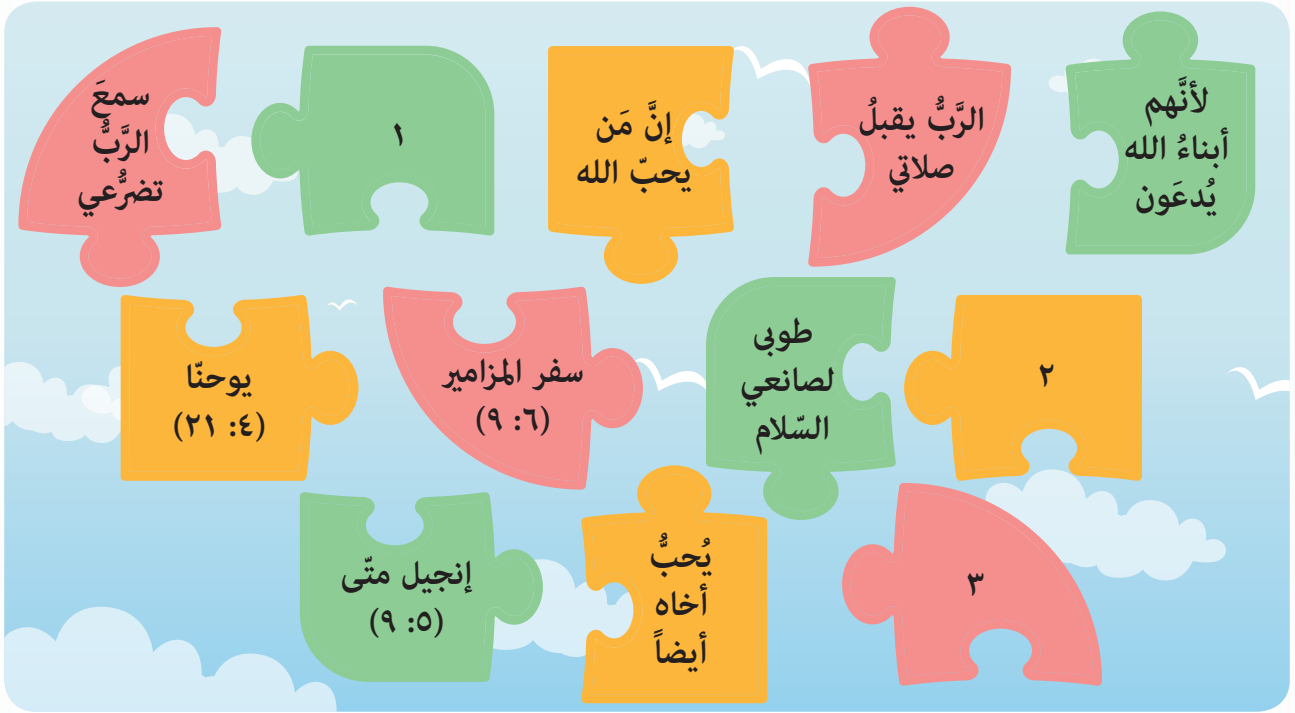 لأنَّهم
أبناءُ الله
يُدعَون
الرَّبُّ يقبلُ
صلاتي
إنَّ مَن
يحبّ الله
١
سمعَ
الرَّبُّ
تضرُّعي
٢
طوبى
لصانعي
السّلام
سفر المزامير
(٦: ٩)
يوحنّا
(٤: ٢١)
٣
يُحبُّ
أخاه
أيضاً
إنجيل متّى
(٥: ٩)